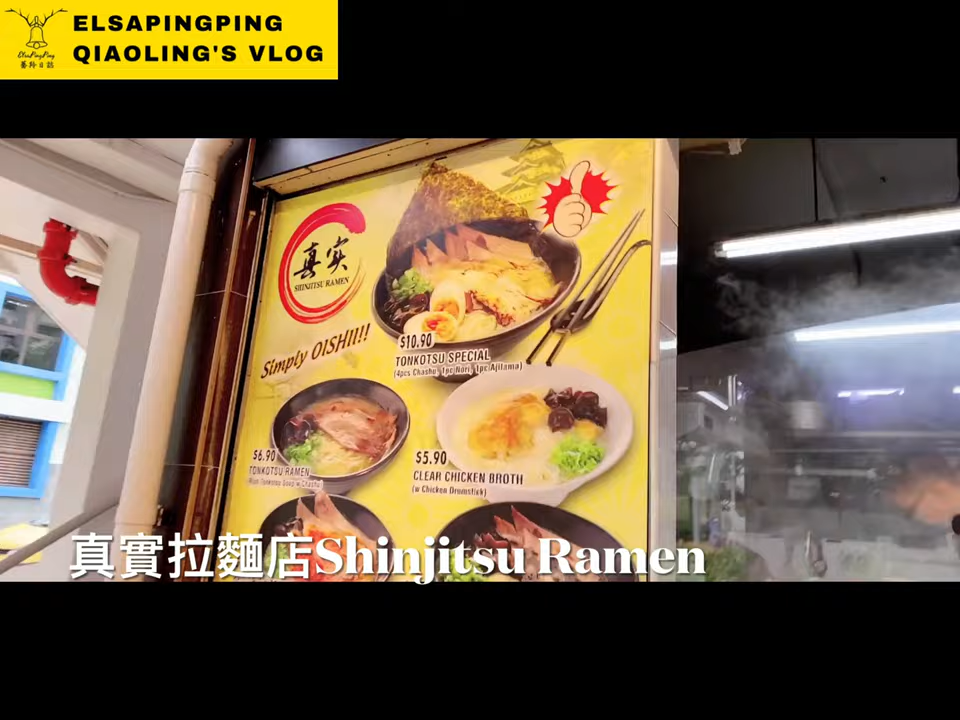 ELSAPINGPING
QIAOLING'S VLOG
ElsaPingPing
真实
SHINJITSU RAMEN
Simply OISHII!!
$10.90
TONKOTSU SPECIAL
(4pcs Chashu, 1pc Nori, 1pc Ajitama)
$6.90
TONKOTSU RAMEN
$5.90
CLEAR CHICKEN BROTH
(w Chicken Drumstick)
真實拉麵店Shinjitsu Ramen